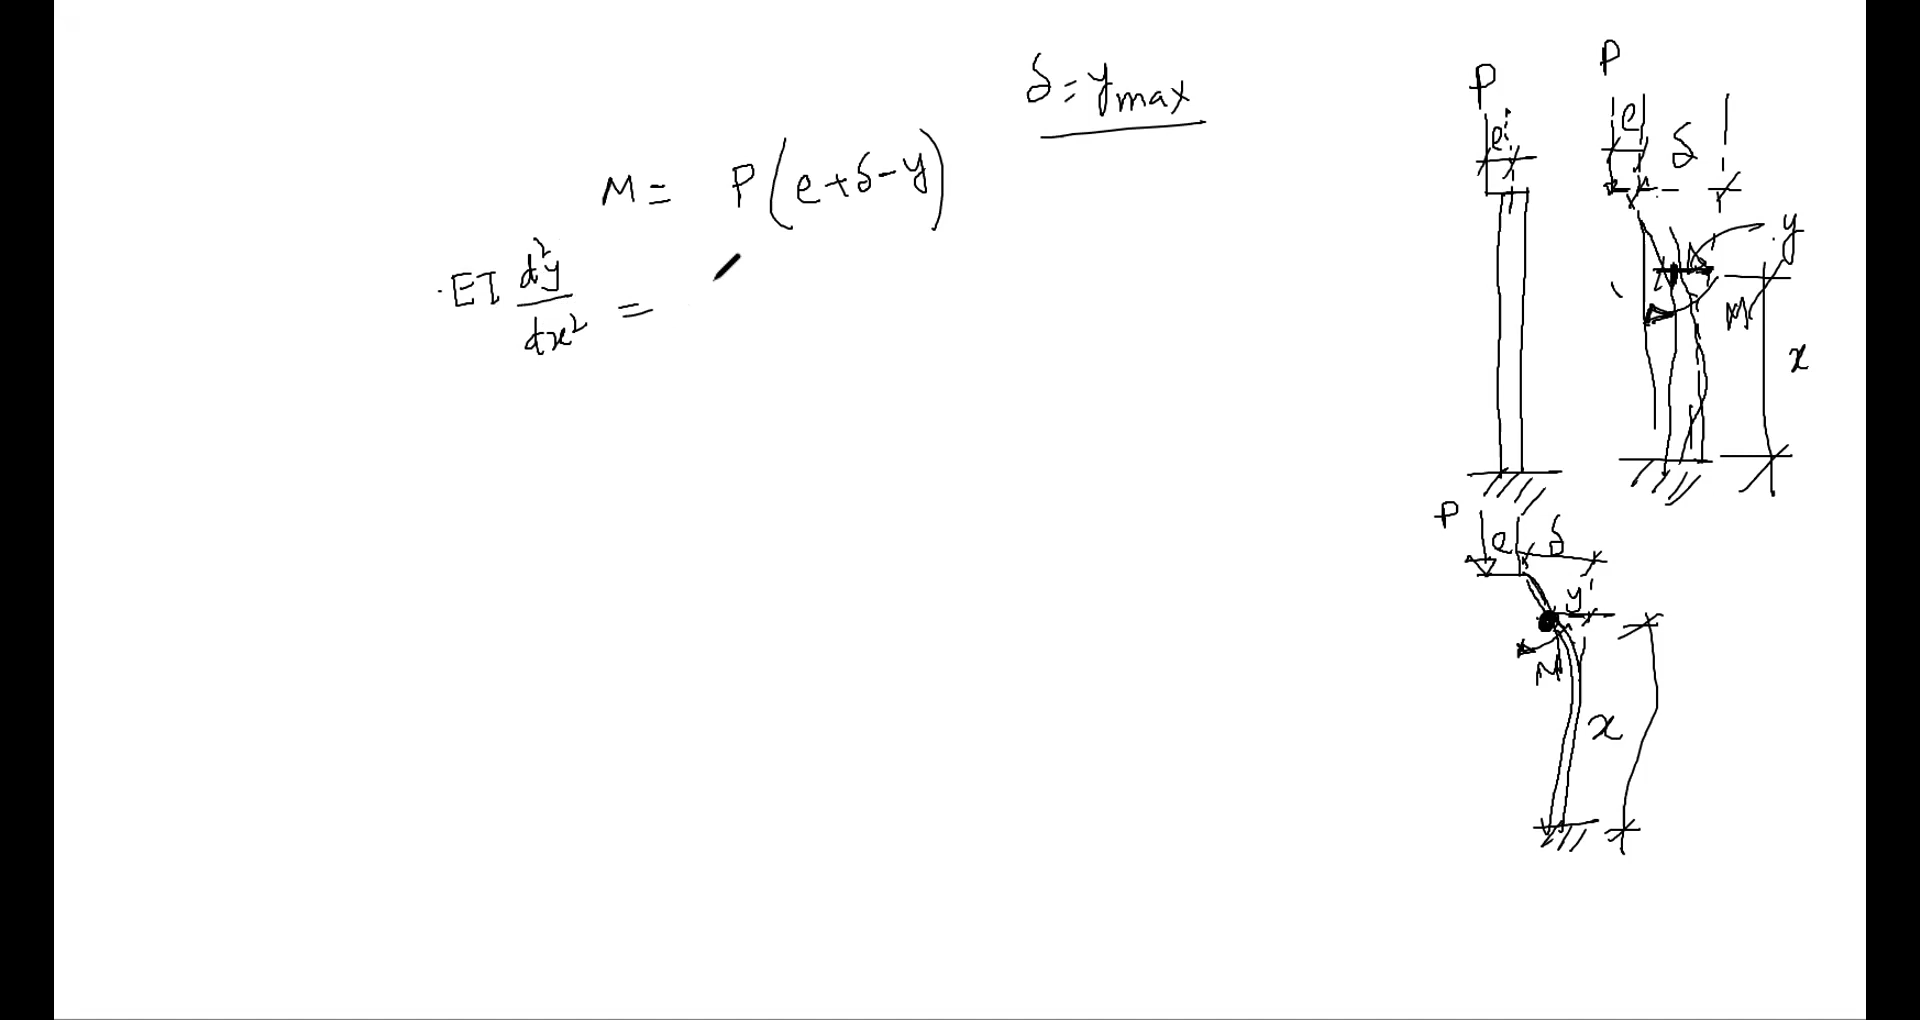 δ = y_max
M = P(e+δ-y)
EI d²y/dx² =
P
e
P
e
δ
y
M
x
P
e
δ
y
M
x